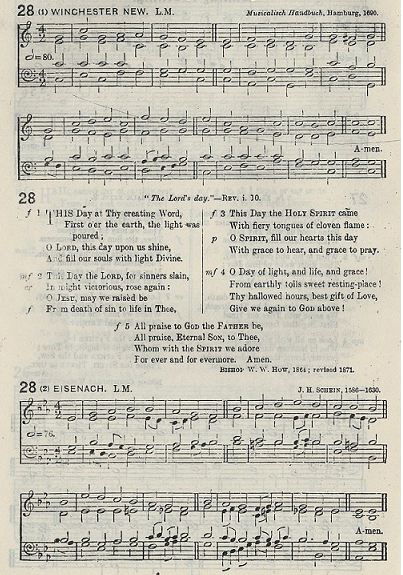 28 (1) WINCHESTER NEW. L.M. Musicalisch Handbuch, Hamburg, 1690.
=80.
A-men.
28 "The Lord's day."—REV. i. 10.
f 1 THIS Day at Thy creating Word,
First o'er the earth, the light was
poured;
O LORD, this day upon us shine,
And fill our souls with light Divine.
mf 2 This Day the LORD, for sinners slain,
cr In might victorious, rose again:
O JESU, may we raisèd be
f From death of sin to life in Thee,
f 3 This Day the HOLY SPIRIT came
With fiery tongues of cloven flame:
p O SPIRIT, fill our hearts this day
With grace to hear, and grace to pray.
mf 4 O Day of light, and life, and grace!
From earthly toils sweet resting-place!
Thy hallowed hours, best gift of Love,
Give we again to GOD above!
f 5 All praise to GOD the FATHER be,
All praise, Eternal SON, to Thee,
Whom with the SPIRIT we adore
For ever and for evermore. Amen.
BISHOP W. W. HOW, 1864; revised 1871.
28 (2) EISENACH. L.M. J. H. SCHEIN, 1586—1630.
=76.
A-men.